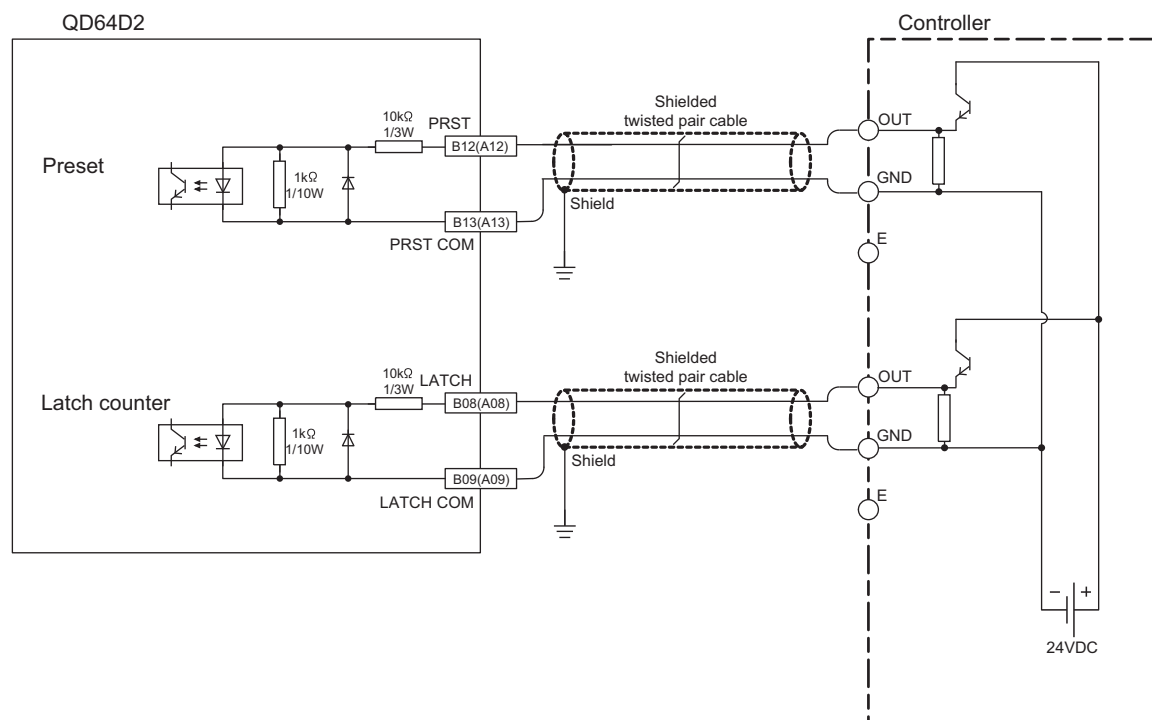 QD64D2
Controller
Shielded
twisted pair cable
10kΩ
1/3W
PRST
OUT
B12(A12)
Preset
1kΩ
1/10W
GND
Shield
B13(A13)
PRST COM
E
Shielded
twisted pair cable
10kΩ
1/3W
LATCH
OUT
B08(A08)
Latch counter
1kΩ
1/10W
GND
Shield
B09(A09)
LATCH COM
E
− +
24VDC